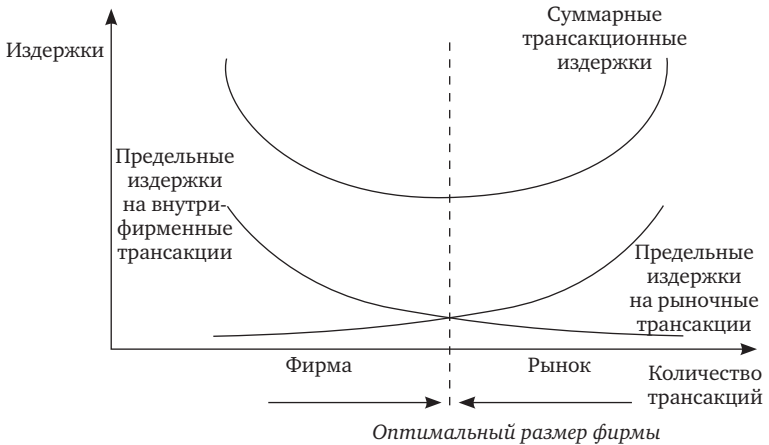 Суммарные
трансакционные
издержки
Издержки
Предельные
издержки
на внутри-
фирменные
трансакции
Предельные
издержки
на рыночные
трансакции
Фирма
Рынок
Количество
трансакций
Оптимальный размер фирмы